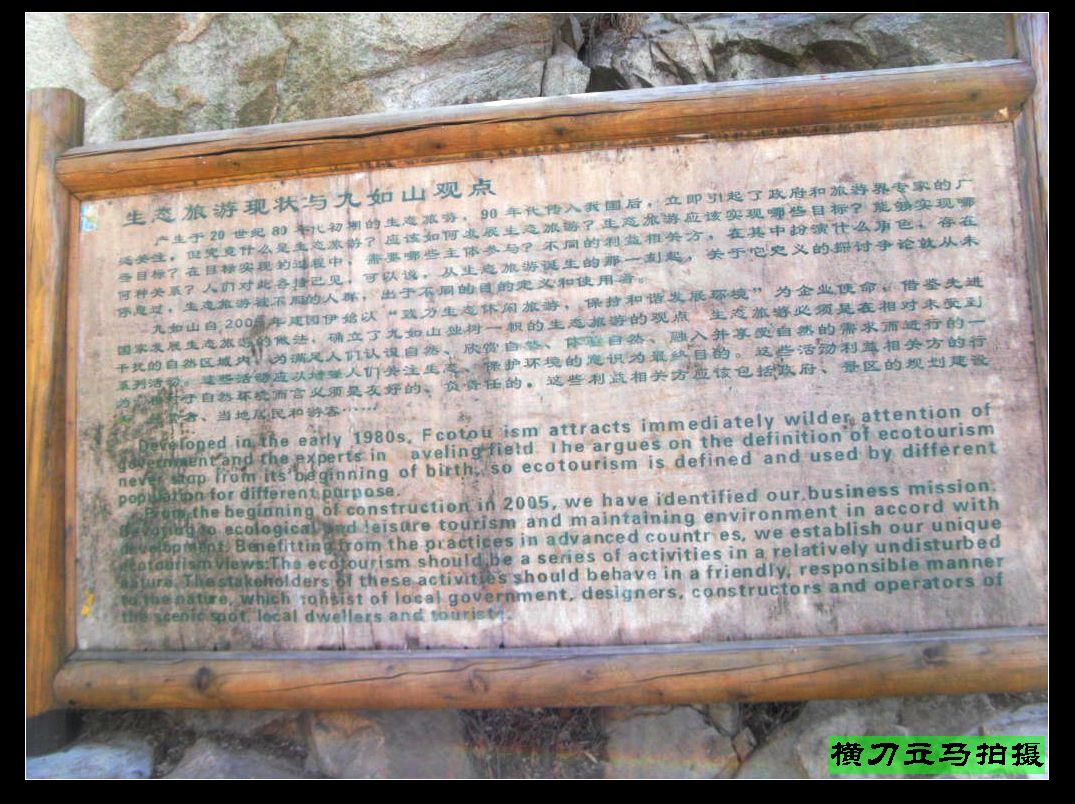 生态旅游现状与九如山观点
产生于20世纪80年代初期的生态旅游，90年代传入我国后，立即引起了政府和旅游界专家的广
泛关注，但究竟什么是生态旅游？应该如何发展生态旅游？生态旅游应该实现哪些目标？能够实现哪
些目标？在目标实现的过程中，需要哪些主体参与？不同的利益相关方，在其中扮演什么角色，存在
何种关系？人们对此各持己见，可以说，从生态旅游诞生的那一刻起，关于它定义的探讨争论就从未
停息过，生态旅游被不同的人群，出于不同的目的定义和使用着。
九如山自2005年建园伊始以“致力生态休闲旅游，保持和谐发展环境”为企业使命，借鉴先进
国家发展生态旅游的做法，确立了九如山独树一帜的生态旅游的观点，生态旅游必须是在相对未受到
干扰的自然区域内，为满足人们认识自然、欣赏自然、体验自然、融入并享受自然的需求而进行的一
系列活动。这些活动应以增强人们关注生态、保护环境的意识为最终目的。这些活动利益相关方的行
为，相对于自然环境而言必须是友好的、负责任的，这些利益相关方应该包括政府、景区的规划建设
者、当地居民和游客……
Developed in the early 1980s, Ecotou ism attracts immediately wilder attention of
government and the experts in aveling field. The argues on the definition of ecotourism
never stop from its beginning of birth, so ecotourism is defined and used by different
population for different purpose.
From the beginning of construction in 2005, we have identified our business mission:
devoting to ecological and leisure tourism and maintaining environment in accord with
development. Benefitting from the practices in advanced countr es, we establish our unique
ecotourism views:The ecotourism should be a series of activities in a relatively undisturbed
nature. The stakeholders of these activities should behave in a friendly, responsible manner
to the nature, which consist of local government, designers, constructors and operators of
the scenic spot, local dwellers and tourists.
横刀立马拍摄